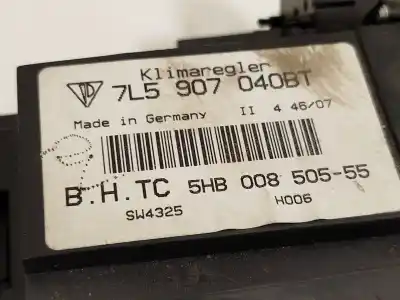 Klimaregler
7L5 907 040BT
Made in Germany II 4 46/07
B.H.TC 5HB 008 505-55
SW4325 H006